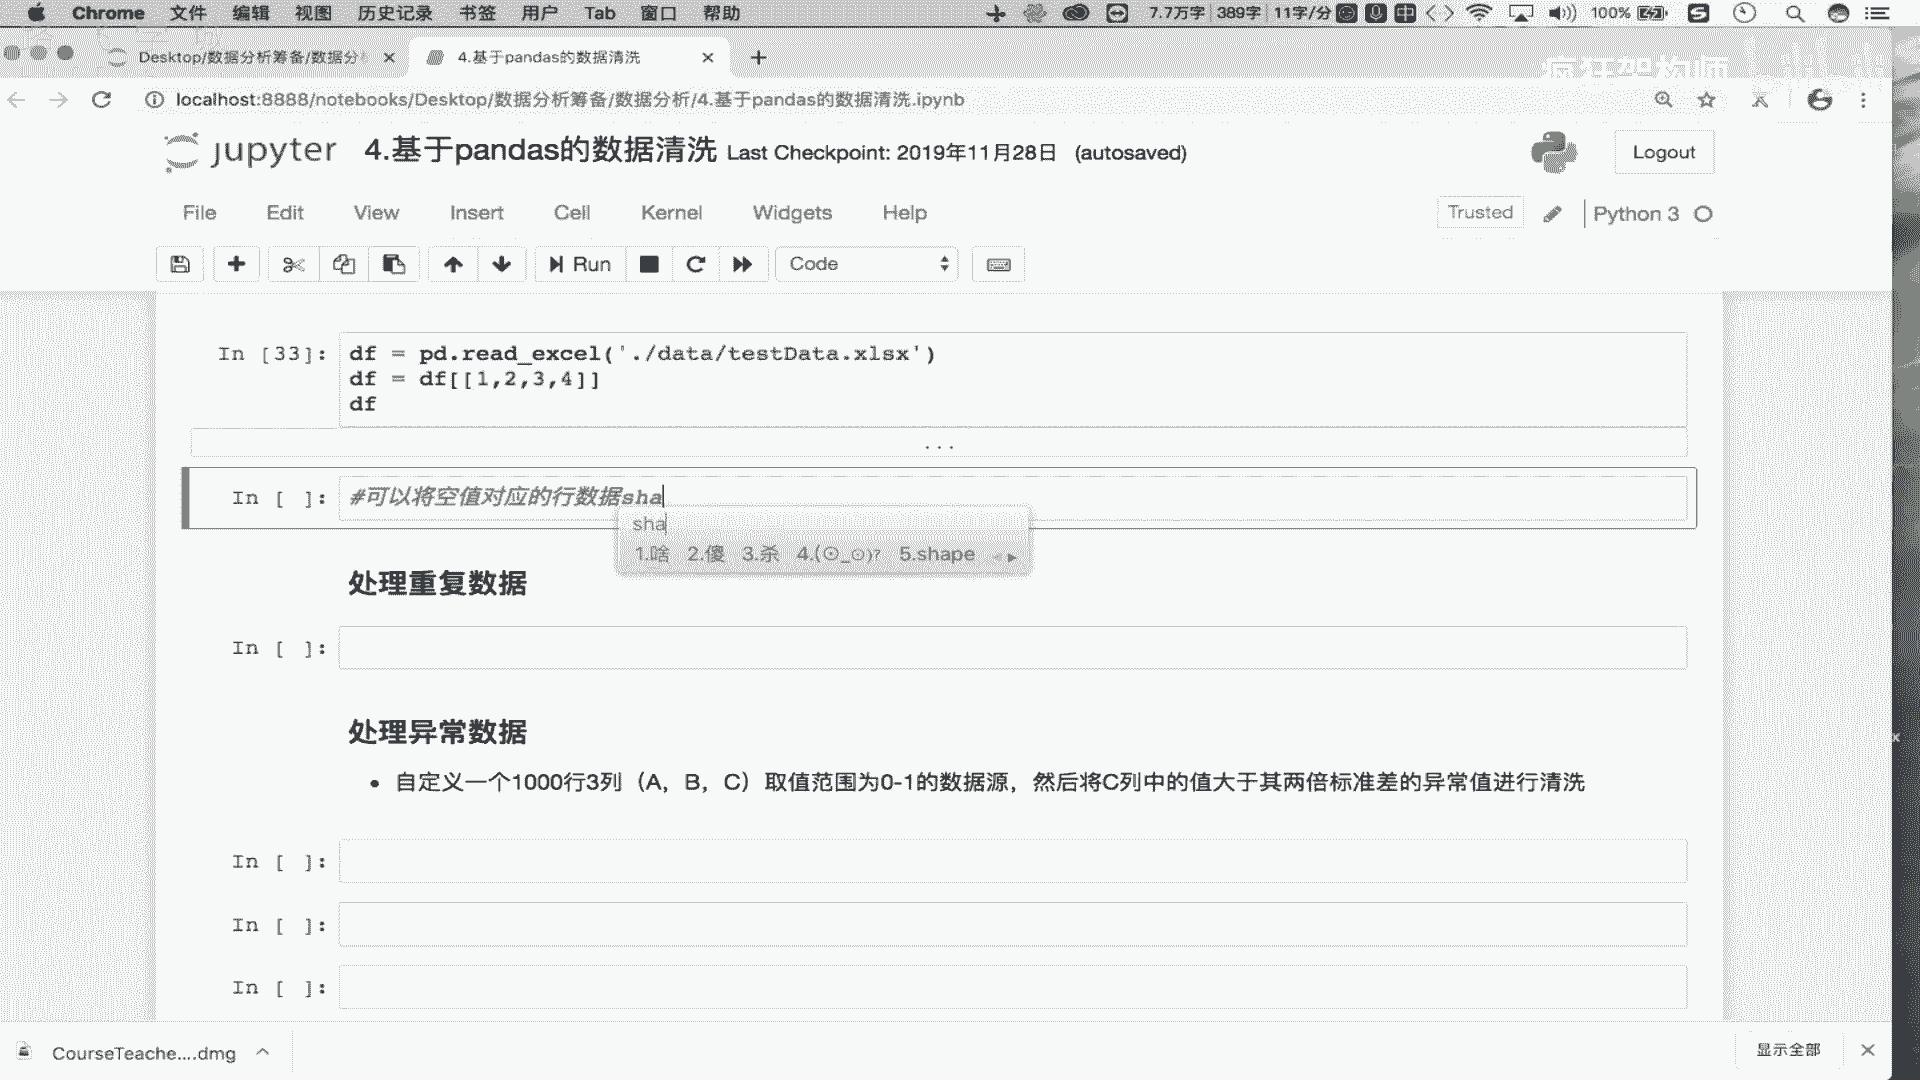 Chrome 文件 编辑 视图 历史记录 书签 用户 Tab 窗口 帮助 7.7万字 389字 11字/分 中 100%
Desktop/数据分析筹备/数据分 4.基于pandas的数据清洗
疯狂架构师
localhost:8888/notebooks/Desktop/数据分析筹备/数据分析/4.基于pandas的数据清洗.ipynb
jupyter 4.基于pandas的数据清洗 Last Checkpoint: 2019年11月28日 (autosaved) Logout
File Edit View Insert Cell Kernel Widgets Help Trusted Python 3
Run Code
In [33]: df = pd.read_excel('./data/testData.xlsx')
df = df[[1,2,3,4]]
df
...
In [ ]: #可以将空值对应的行数据sha
sha
1.啥 2.傻 3.杀 4.(⊙_⊙)? 5.shape
处理重复数据
In [ ]:
处理异常数据
• 自定义一个1000行3列（A，B，C）取值范围为0-1的数据源，然后将C列中的值大于其两倍标准差的异常值进行清洗
In [ ]:
In [ ]:
In [ ]:
CourseTeache....dmg 显示全部